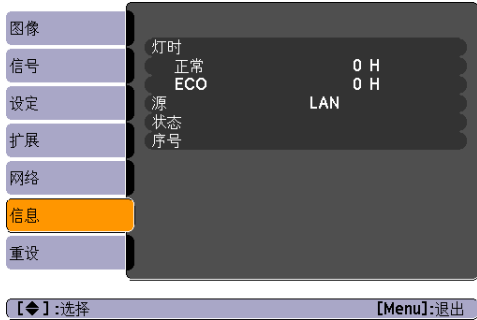 图像
信号
设定
扩展
网络
信息
重设
灯时
正常 0 H
ECO 0 H
源 LAN
状态
序号
[◆]:选择 [Menu]:退出